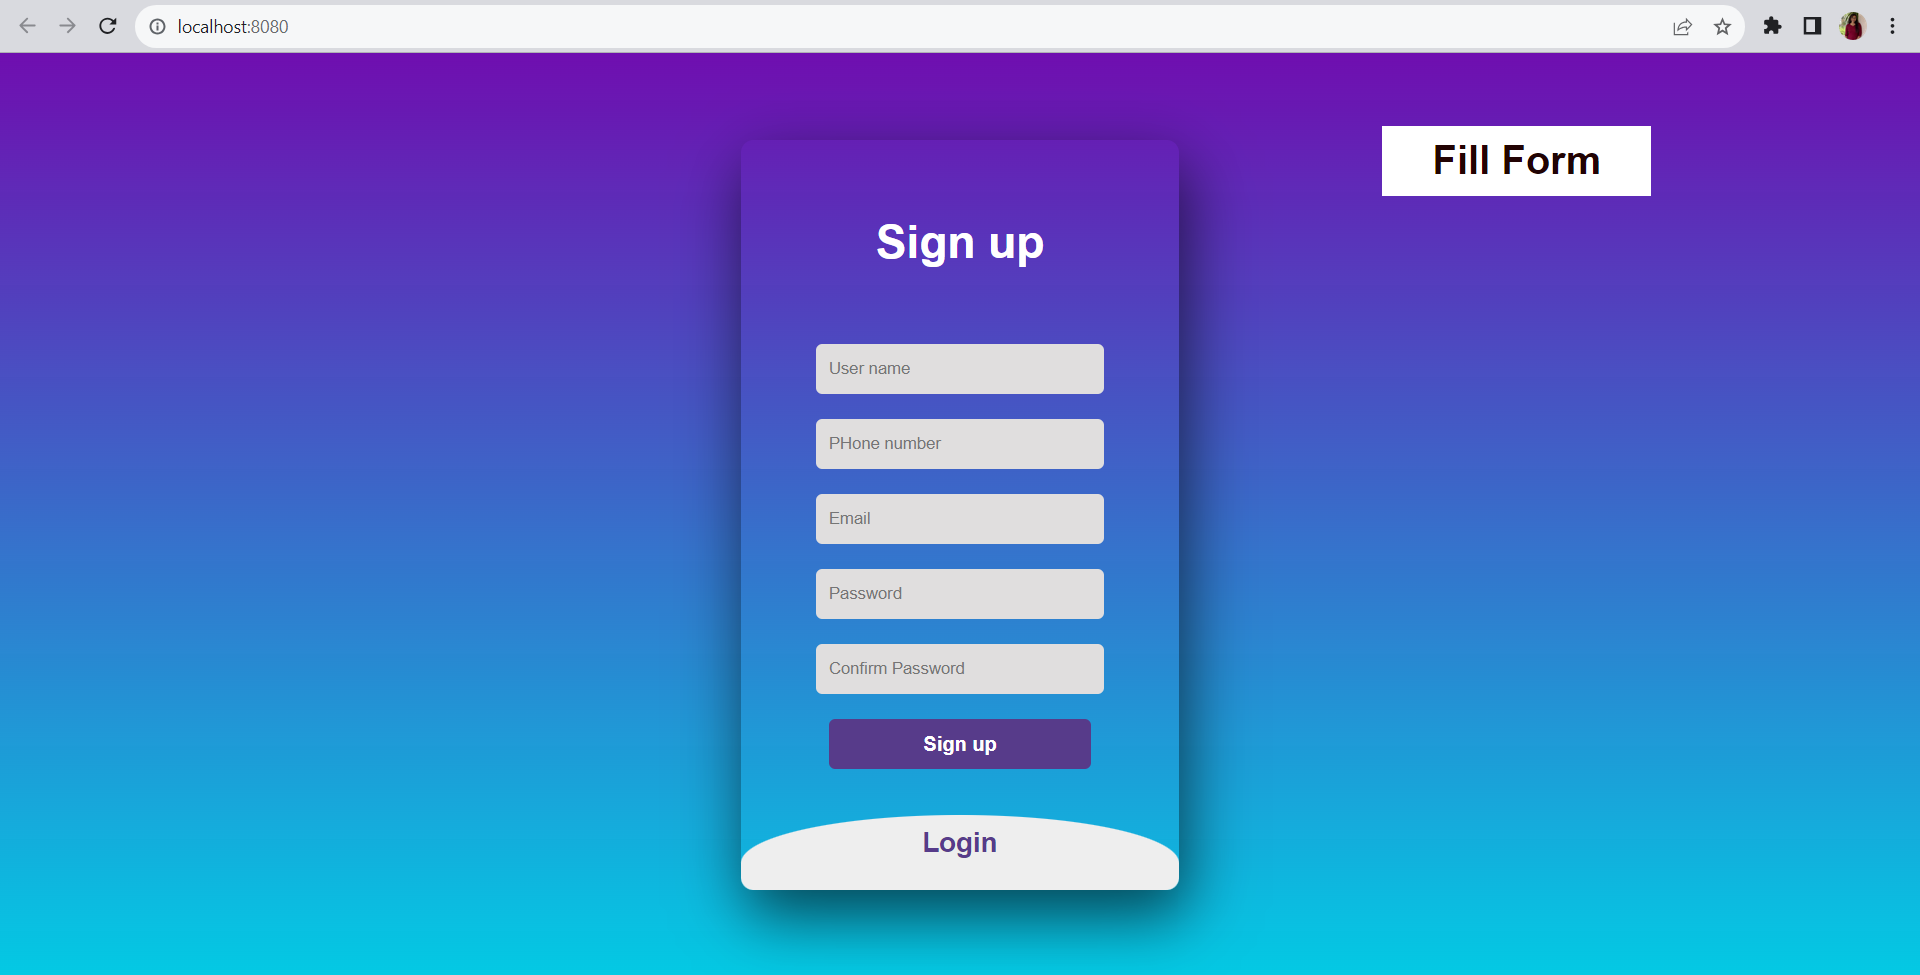 localhost:8080
Fill Form
Sign up
User name
PHone number
Email
Password
Confirm Password
Sign up
Login